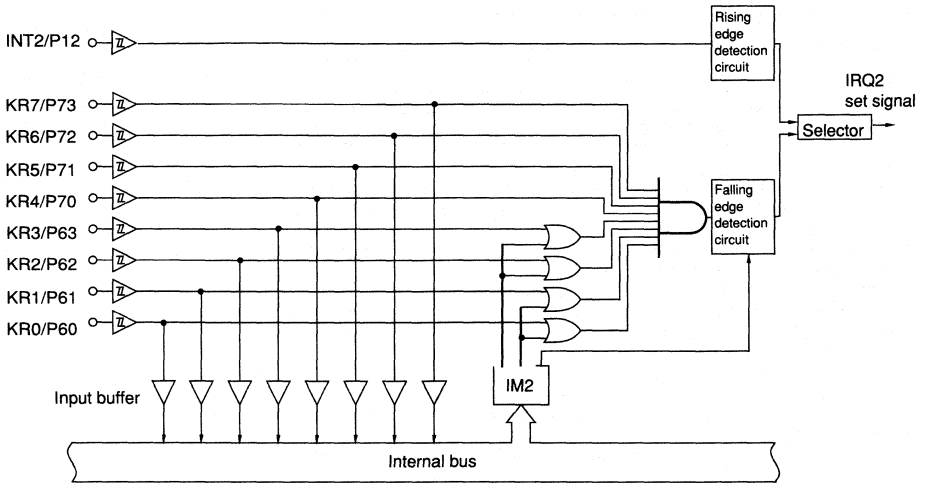 INT2/P12
Rising
edge
detection
circuit
IRQ2
set signal
Selector
KR7/P73
KR6/P72
KR5/P71
KR4/P70
KR3/P63
KR2/P62
KR1/P61
KR0/P60
Falling
edge
detection
circuit
IM2
Input buffer
Internal bus